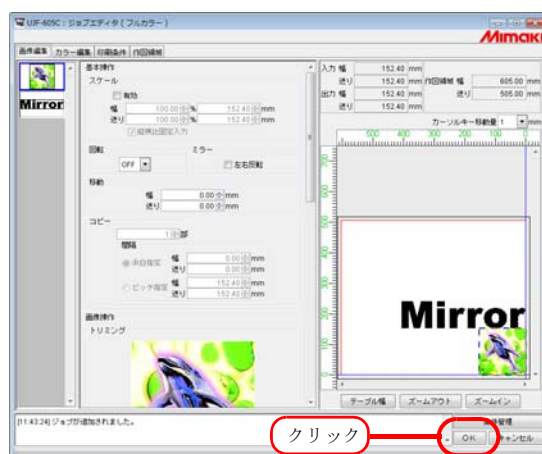 UJF-605C : ジョブエディタ ( フルカラー )
Mimaki
画像編集 カラー編集 印刷条件 作図領域
Mirror
基本操作
スケール
有効
幅 100.00 % 152.40 mm
送り 100.00 % 152.40 mm
縦横比固定入力
回転 ミラー
OFF 左右反転
移動
幅 0.00 mm
送り 0.00 mm
コピー
1 部
間隔
余白指定 幅 0.00 mm
送り 0.00 mm
ピッチ指定 幅 152.40 mm
送り 152.40 mm
画像操作
トリミング
入力 幅 152.40 mm
送り 152.40 mm 作図領域 幅 605.00 mm
出力 幅 152.40 mm 送り 505.00 mm
送り 152.40 mm
カーソルキー移動量 1 mm
500 400 300 200 100 0
Mirror
テーブル幅 ズームアウト ズームイン
[11:43:24] ジョブが追加されました。
クリック
OK キャンセル